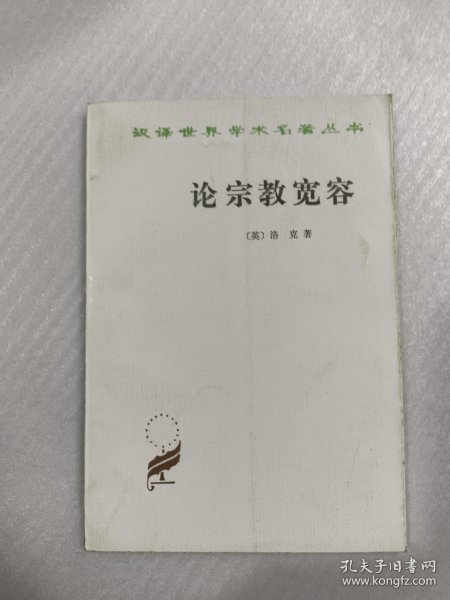 汉译世界学术名著丛书
论宗教宽容
〔英〕洛 克 著
孔夫子旧书网
www.kongfz.com